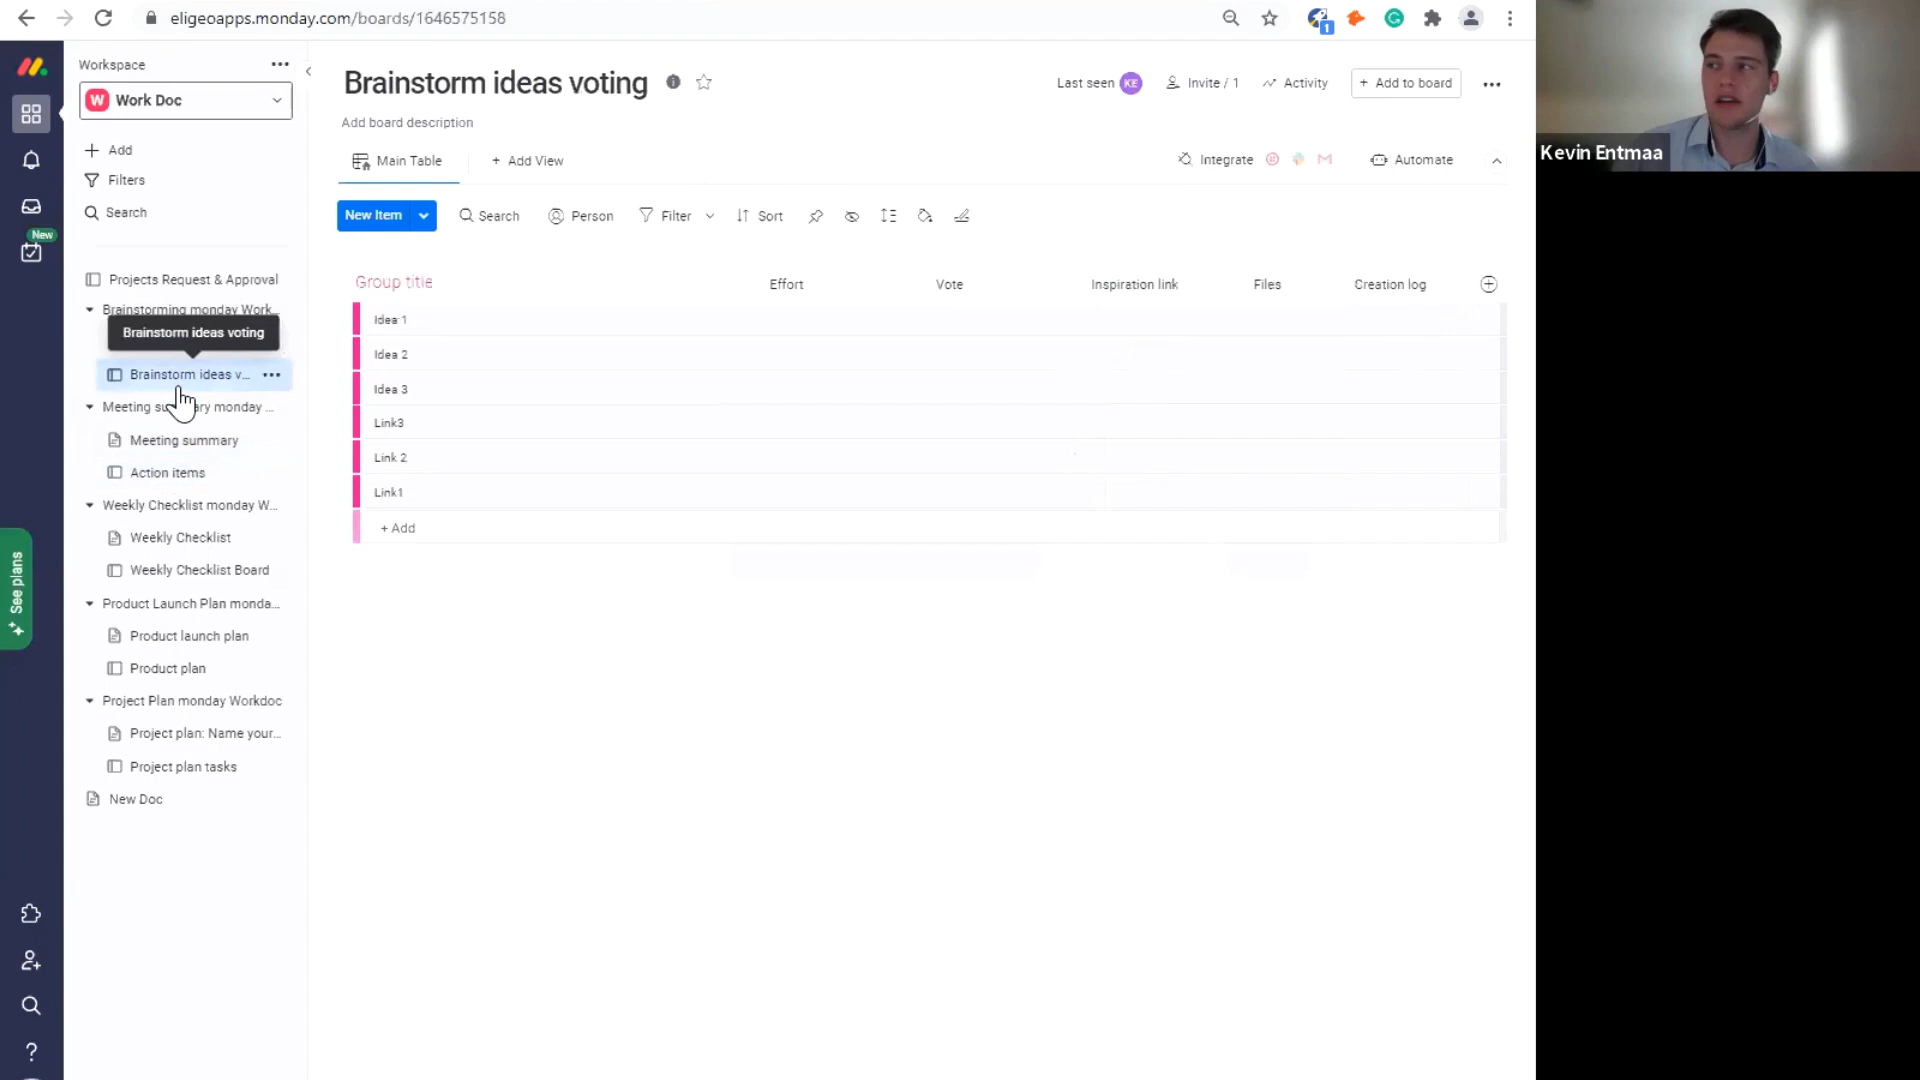 eligeoapps.monday.com/boards/1646575158
1
Workspace
W Work Doc
Add
Filters
Search
New
Projects Request & Approval
Brainstorming monday Work...
Brainstorm ideas voting
Brainstorm ideas v...
Meeting summary monday ...
Meeting summary
Action items
Weekly Checklist monday W...
Weekly Checklist
Weekly Checklist Board
Product Launch Plan monda...
Product launch plan
Product plan
Project Plan monday Workdoc
Project plan: Name your...
Project plan tasks
New Doc
See plans
Brainstorm ideas voting
Last seen KE Invite / 1 Activity + Add to board
Add board description
Main Table + Add View Integrate Automate
New Item Search Person Filter Sort
Group title Effort Vote Inspiration link Files Creation log
Idea 1
Idea 2
Idea 3
Link3
Link 2
Link1
+ Add
Kevin Entmaa